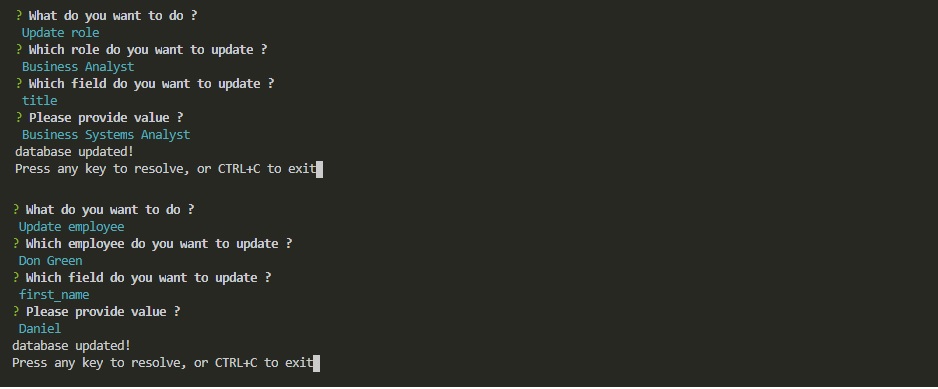 ? What do you want to do ?
Update role
? Which role do you want to update ?
Business Analyst
? Which field do you want to update ?
title
? Please provide value ?
Business Systems Analyst
database updated!
Press any key to resolve, or CTRL+C to exit
? What do you want to do ?
Update employee
? Which employee do you want to update ?
Don Green
? Which field do you want to update ?
first_name
? Please provide value ?
Daniel
database updated!
Press any key to resolve, or CTRL+C to exit